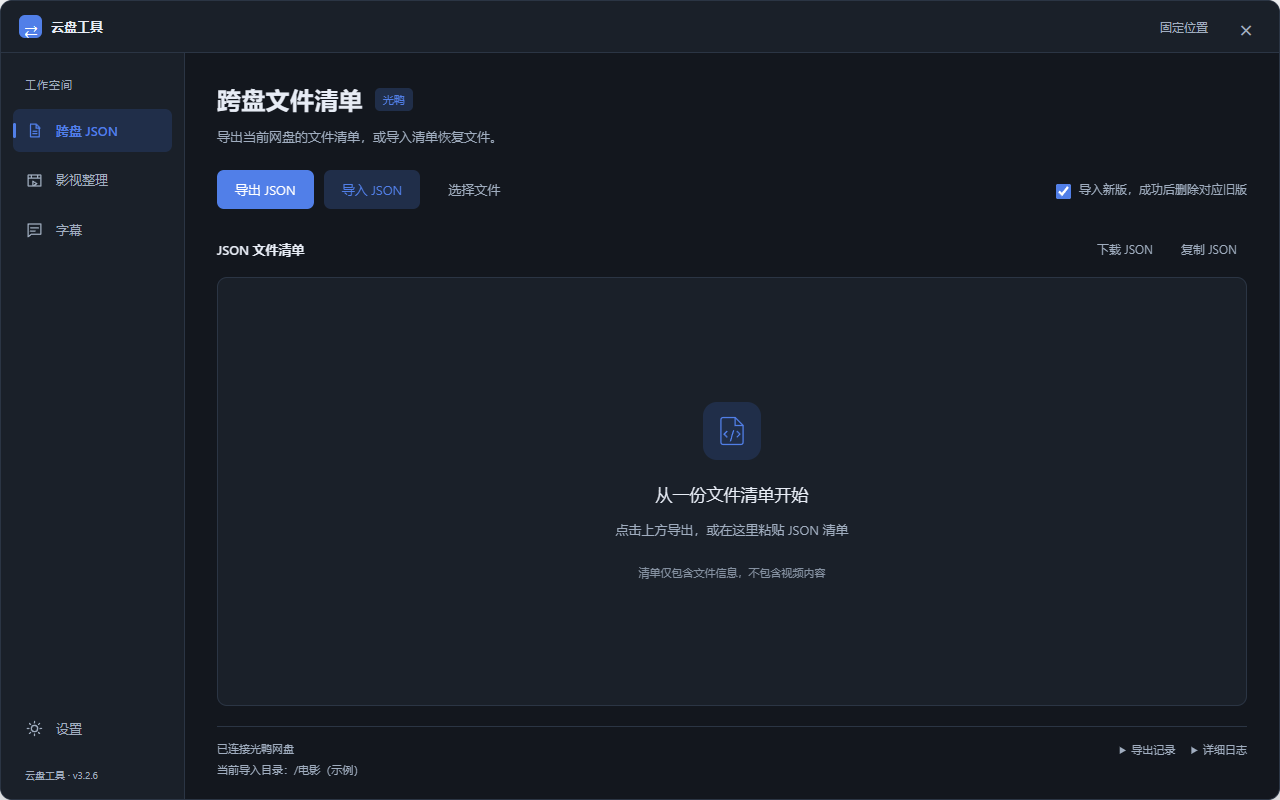 云盘工具
固定位置
工作空间
跨盘 JSON
影视整理
字幕
设置
云盘工具 · v3.2.6
跨盘文件清单 光鸭
导出当前网盘的文件清单，或导入清单恢复文件。
导出 JSON 导入 JSON 选择文件 导入新版，成功后删除对应旧版
JSON 文件清单 下载 JSON 复制 JSON
从一份文件清单开始
点击上方导出，或在这里粘贴 JSON 清单
清单仅包含文件信息，不包含视频内容
已连接光鸭网盘
当前导入目录：/电影（示例）
导出记录 详细日志